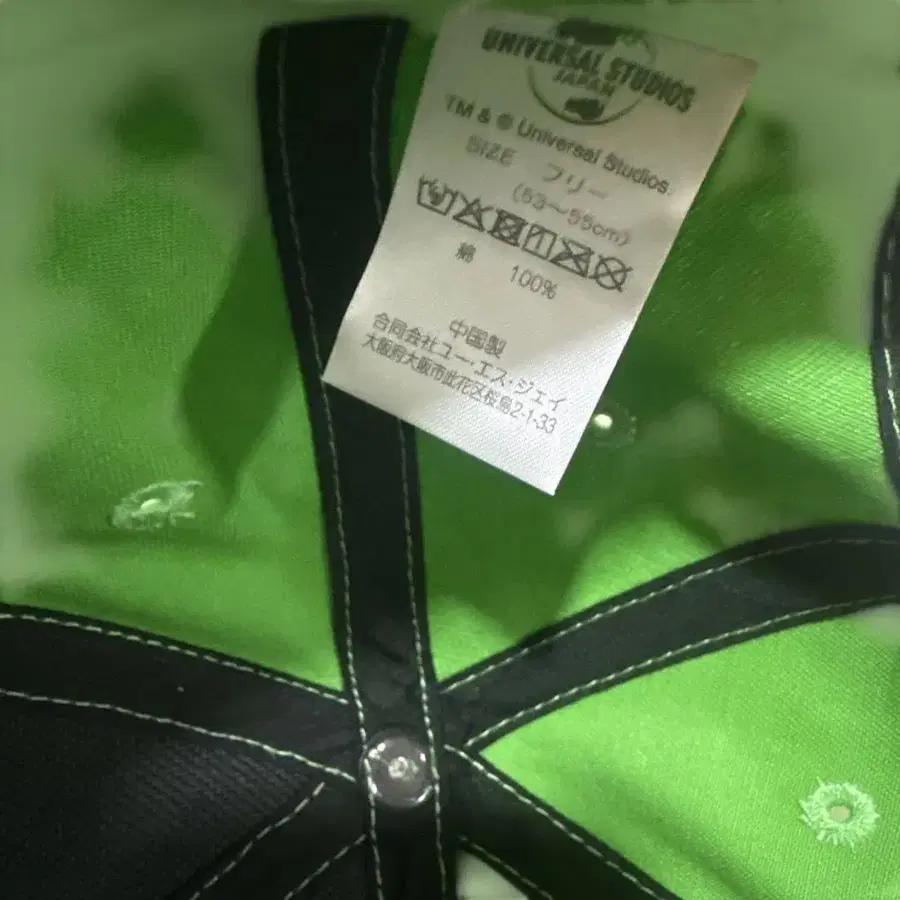 UNIVERSAL STUDIOS
JAPAN
TM & © Universal Studios.
SIZE フリー
(53~55cm)
綿 100%
中国製
合同会社ユー・エス・ジェイ
大阪府大阪市此花区桜島2-1-33